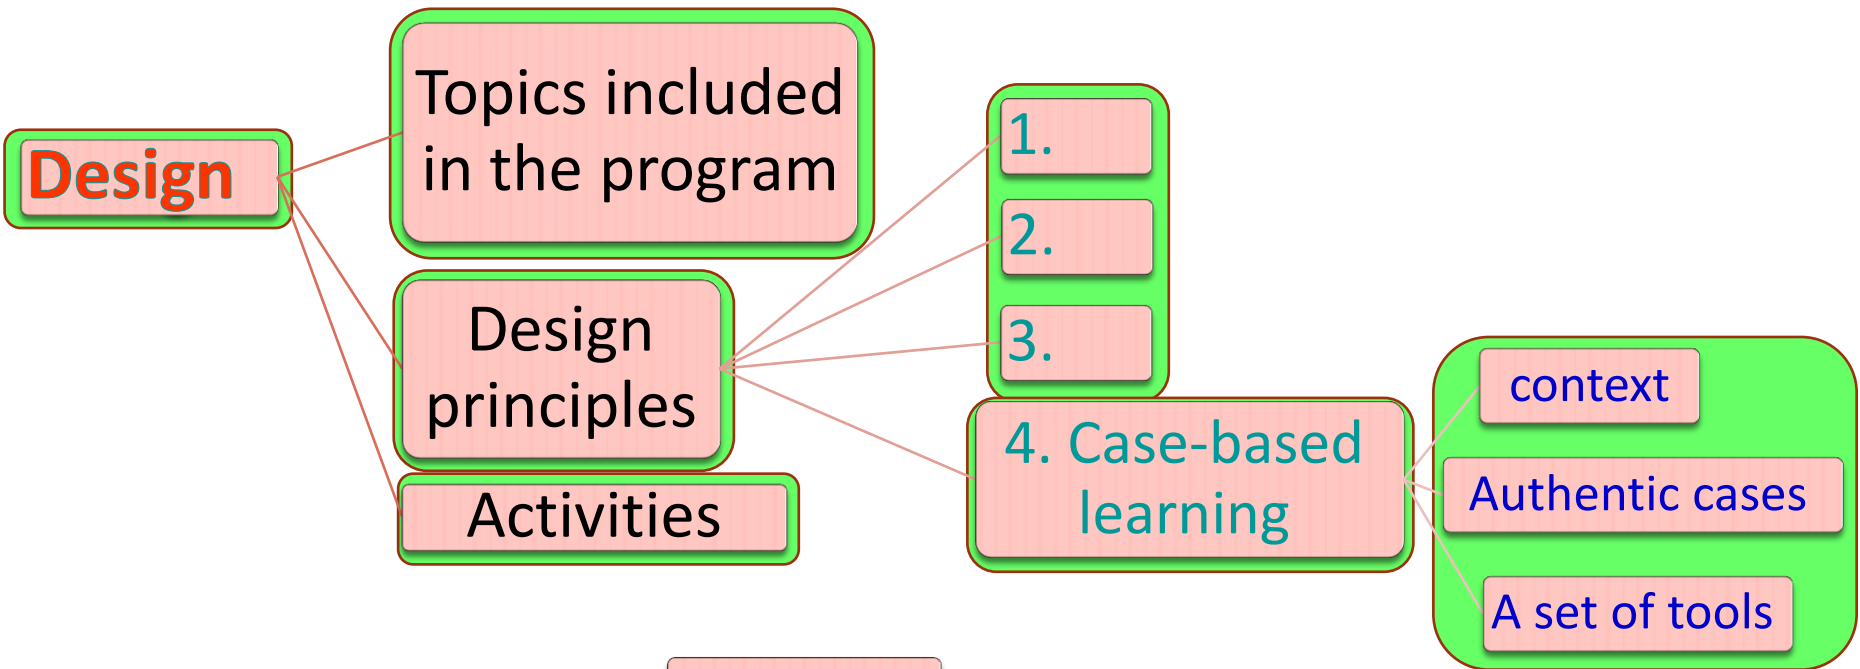 Design
Topics included
in the program
Design
principles
Activities
1.
2.
3.
4. Case-based
learning
context
Authentic cases
A set of tools